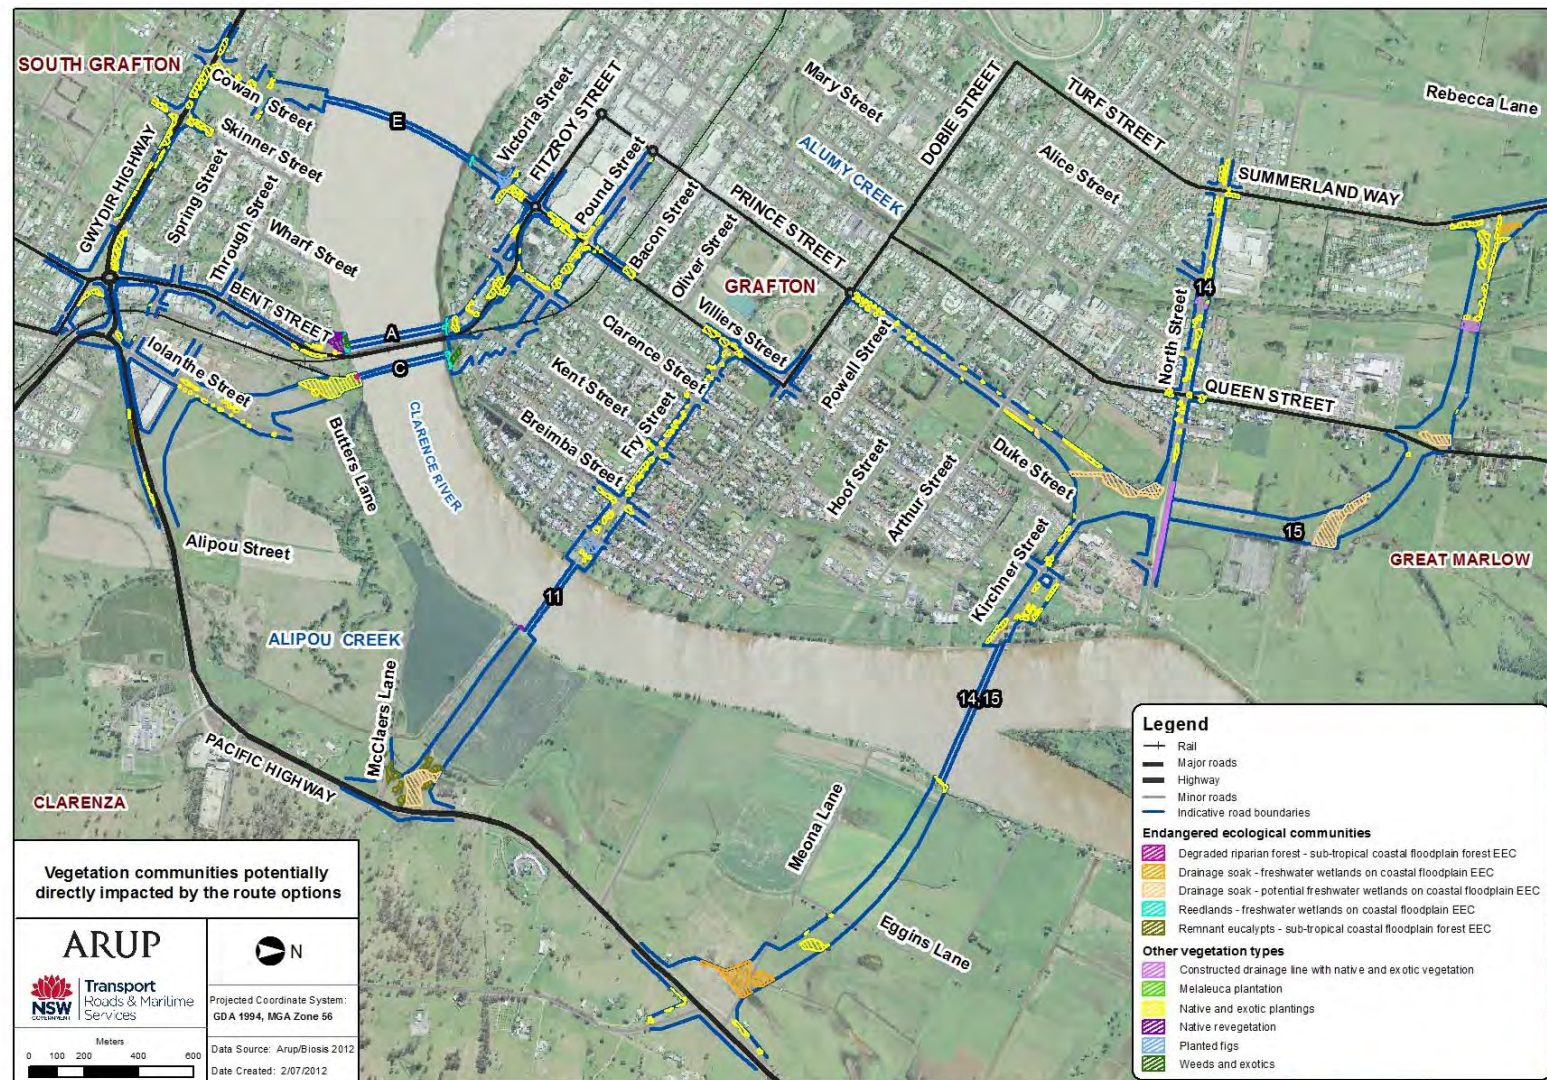 SOUTH GRAFTON
Cowan Street
Skinner Street
GWYDIR HIGHWAY
Spring Street
Through Street
Wharf Street
BENT STREET
Iolanthe Street
Butters Lane
CLARENCE RIVER
Alipou Street
ALIPOU CREEK
McClaers Lane
PACIFIC HIGHWAY
CLARENZA
E
A
C
11
Victoria Street
FITZROY STREET
Pound Street
Bacon Street
Oliver Street
PRINCE STREET
GRAFTON
Villiers Street
Clarence Street
Kent Street
Fry Street
Breimba Street
Mary Street
ALUMY CREEK
DOBIE STREET
TURF STREET
Alice Street
Rebecca Lane
SUMMERLAND WAY
14
North Street
QUEEN STREET
Powell Street
Hoof Street
Arthur Street
Duke Street
Kirchner Street
15
GREAT MARLOW
14,15
Meona Lane
Eggins Lane
Vegetation communities potentially
directly impacted by the route options
ARUP
NSW
GOVERNMENT
Transport
Roads & Maritime
Services
Meters
0 100 200 400 600
N
Projected Coordinate System:
GDA 1994, MGA Zone 56
Data Source: Arup/Biosis 2012
Date Created: 2/07/2012
Legend
Rail
Major roads
Highway
Minor roads
Indicative road boundaries
Endangered ecological communities
Degraded riparian forest - sub-tropical coastal floodplain forest EEC
Drainage soak - freshwater wetlands on coastal floodplain EEC
Drainage soak - potential freshwater wetlands on coastal floodplain EEC
Reedlands - freshwater wetlands on coastal floodplain EEC
Remnant eucalypts - sub-tropical coastal floodplain forest EEC
Other vegetation types
Constructed drainage line with native and exotic vegetation
Melaleuca plantation
Native and exotic plantings
Native revegetation
Planted figs
Weeds and exotics